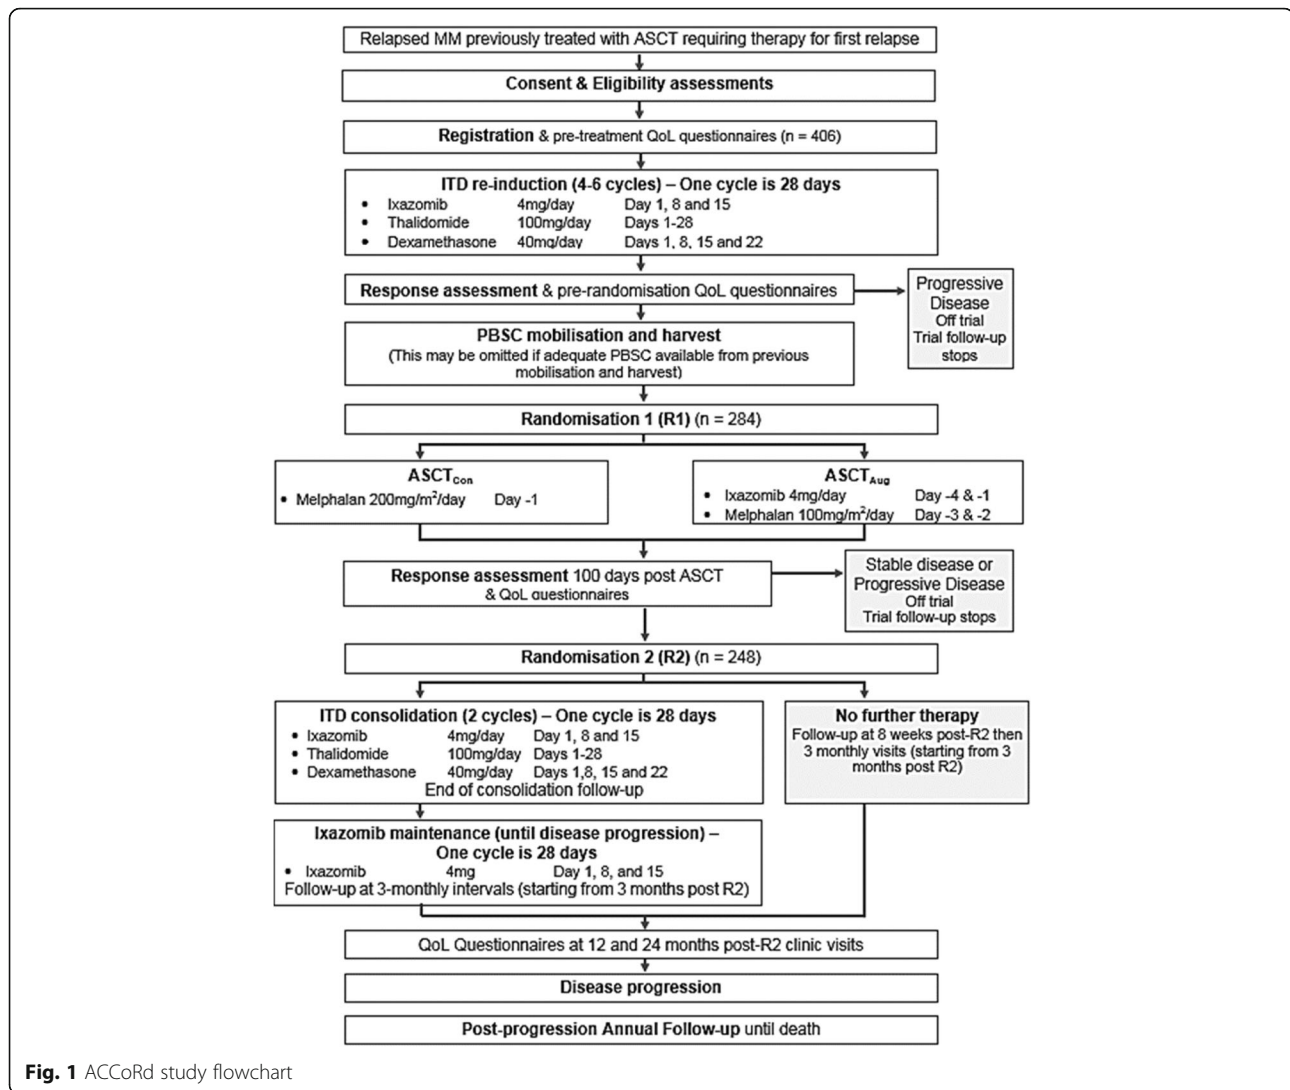 Relapsed MM previously treated with ASCT requiring therapy for first relapse
Consent & Eligibility assessments
Registration & pre-treatment QoL questionnaires (n = 406)
ITD re-induction (4-6 cycles) – One cycle is 28 days
• Ixazomib 4mg/day Day 1, 8 and 15
• Thalidomide 100mg/day Days 1-28
• Dexamethasone 40mg/day Days 1, 8, 15 and 22
Response assessment & pre-randomisation QoL questionnaires
Progressive
Disease
Off trial
Trial follow-up
stops
PBSC mobilisation and harvest
(This may be omitted if adequate PBSC available from previous
mobilisation and harvest)
Randomisation 1 (R1) (n = 284)
ASCTCon
• Melphalan 200mg/m²/day Day -1
ASCTAug
• Ixazomib 4mg/day Day -4 & -1
• Melphalan 100mg/m²/day Day -3 & -2
Response assessment 100 days post ASCT
& QoL questionnaires
Stable disease or
Progressive Disease
Off trial
Trial follow-up stops
Randomisation 2 (R2) (n = 248)
ITD consolidation (2 cycles) – One cycle is 28 days
• Ixazomib 4mg/day Day 1, 8 and 15
• Thalidomide 100mg/day Days 1-28
• Dexamethasone 40mg/day Days 1,8, 15 and 22
End of consolidation follow-up
No further therapy
Follow-up at 8 weeks post-R2 then
3 monthly visits (starting from 3
months post R2)
Ixazomib maintenance (until disease progression) –
One cycle is 28 days
• Ixazomib 4mg Day 1, 8, and 15
Follow-up at 3-monthly intervals (starting from 3 months post R2)
QoL Questionnaires at 12 and 24 months post-R2 clinic visits
Disease progression
Post-progression Annual Follow-up until death
Fig. 1 ACCoRd study flowchart